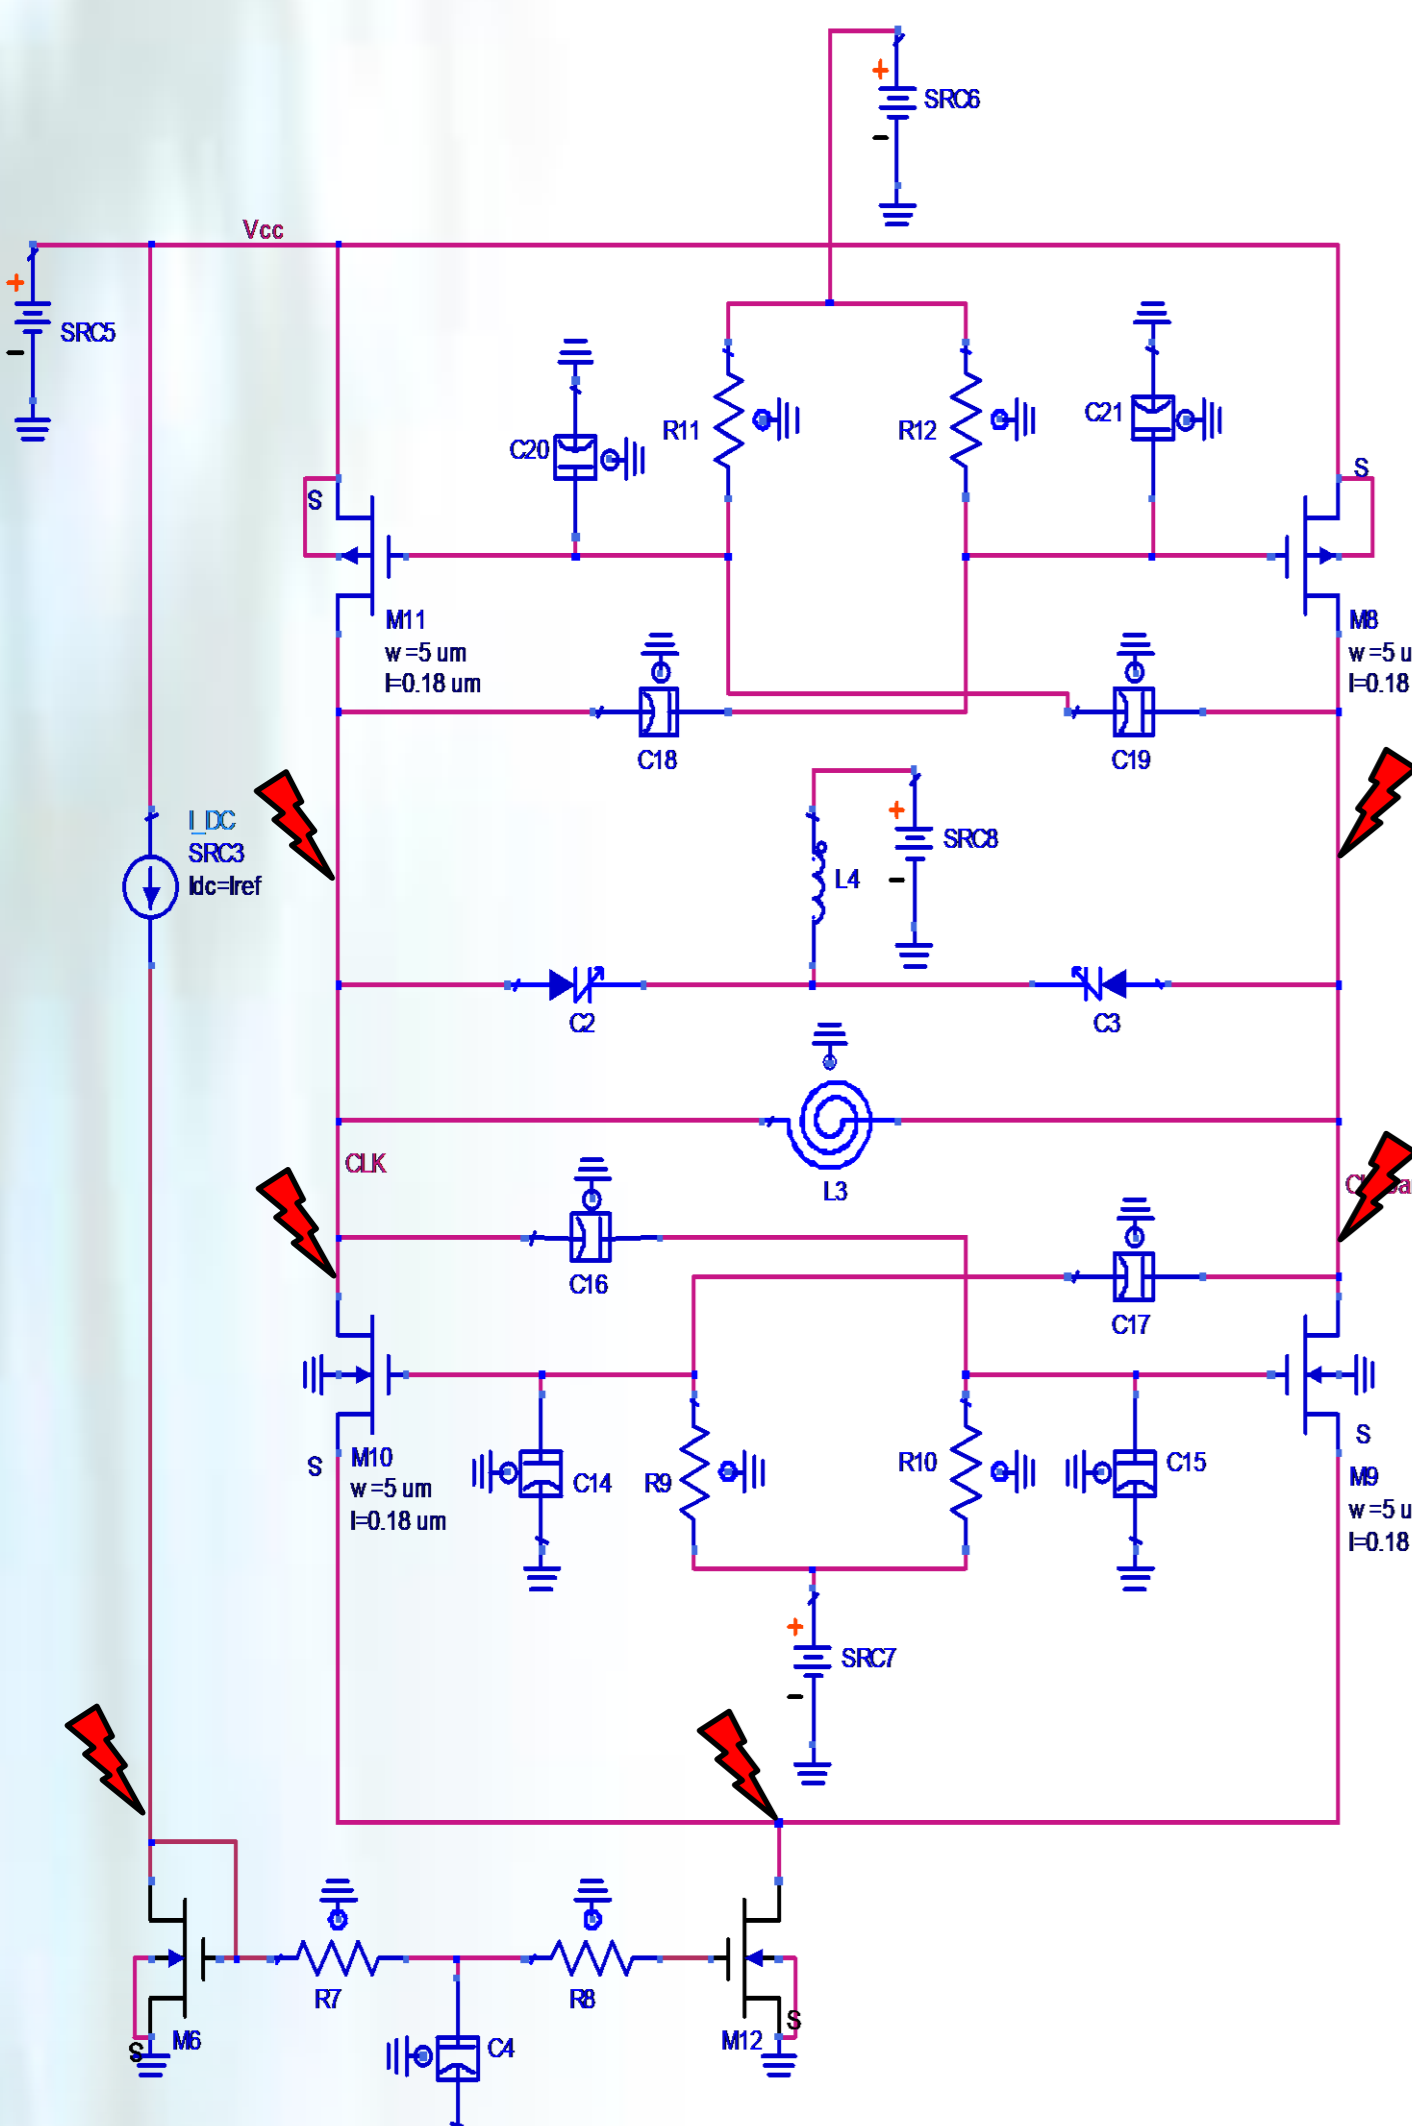 SRC6
Vcc
SRC5
C20
R11
R12
C21
S
S
M11
w=5 um
l=0.18 um
M8
w=5 u
l=0.18
C18
C19
I_DC
SRC3
Idc=Iref
SRC8
L4
C2
C3
CLK
L3
C16
C17
S
M10
w=5 um
l=0.18 um
C14
R9
R10
C15
S
M9
w=5 u
l=0.18
SRC7
R7
R8
S
M6
C4
M12
S